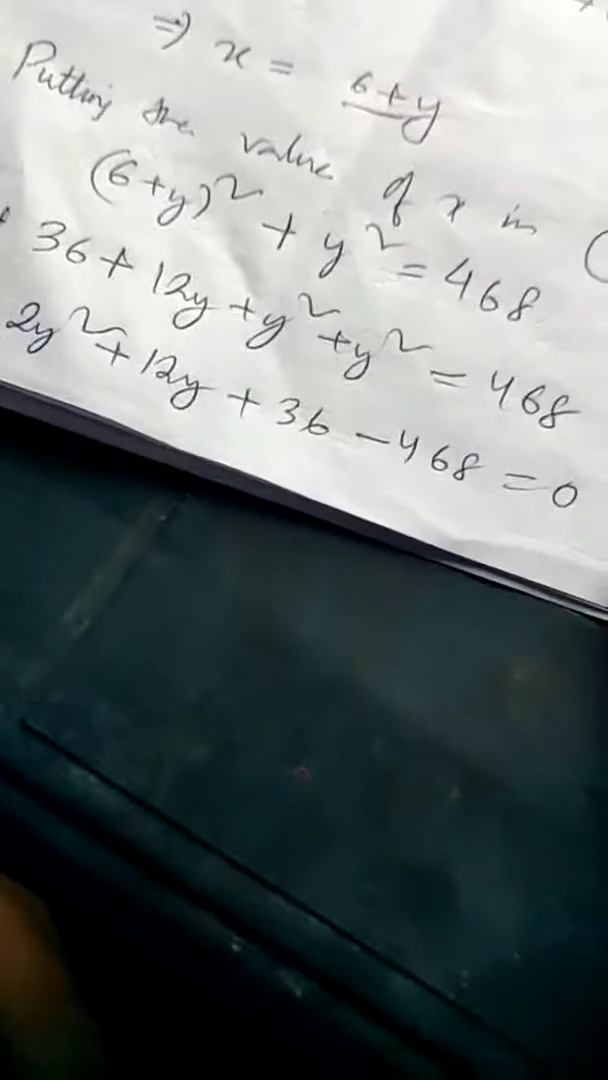 ⇒ x = 6+y
Putting the value of x in (
(6+y)² + y² = 468
36 + 12y + y² + y² = 468
2y² + 12y + 36 - 468 = 0